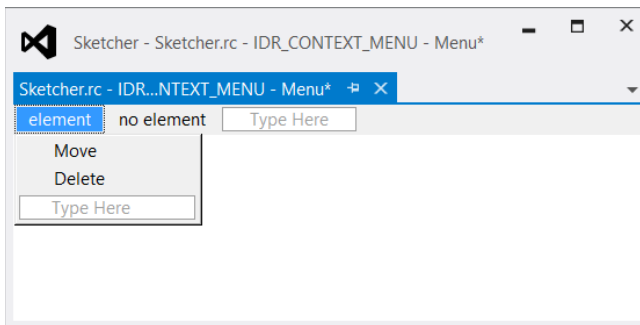 Sketcher - Sketcher.rc - IDR_CONTEXT_MENU - Menu*
Sketcher.rc - IDR...NTEXT_MENU - Menu*
element no element Type Here
Move
Delete
Type Here